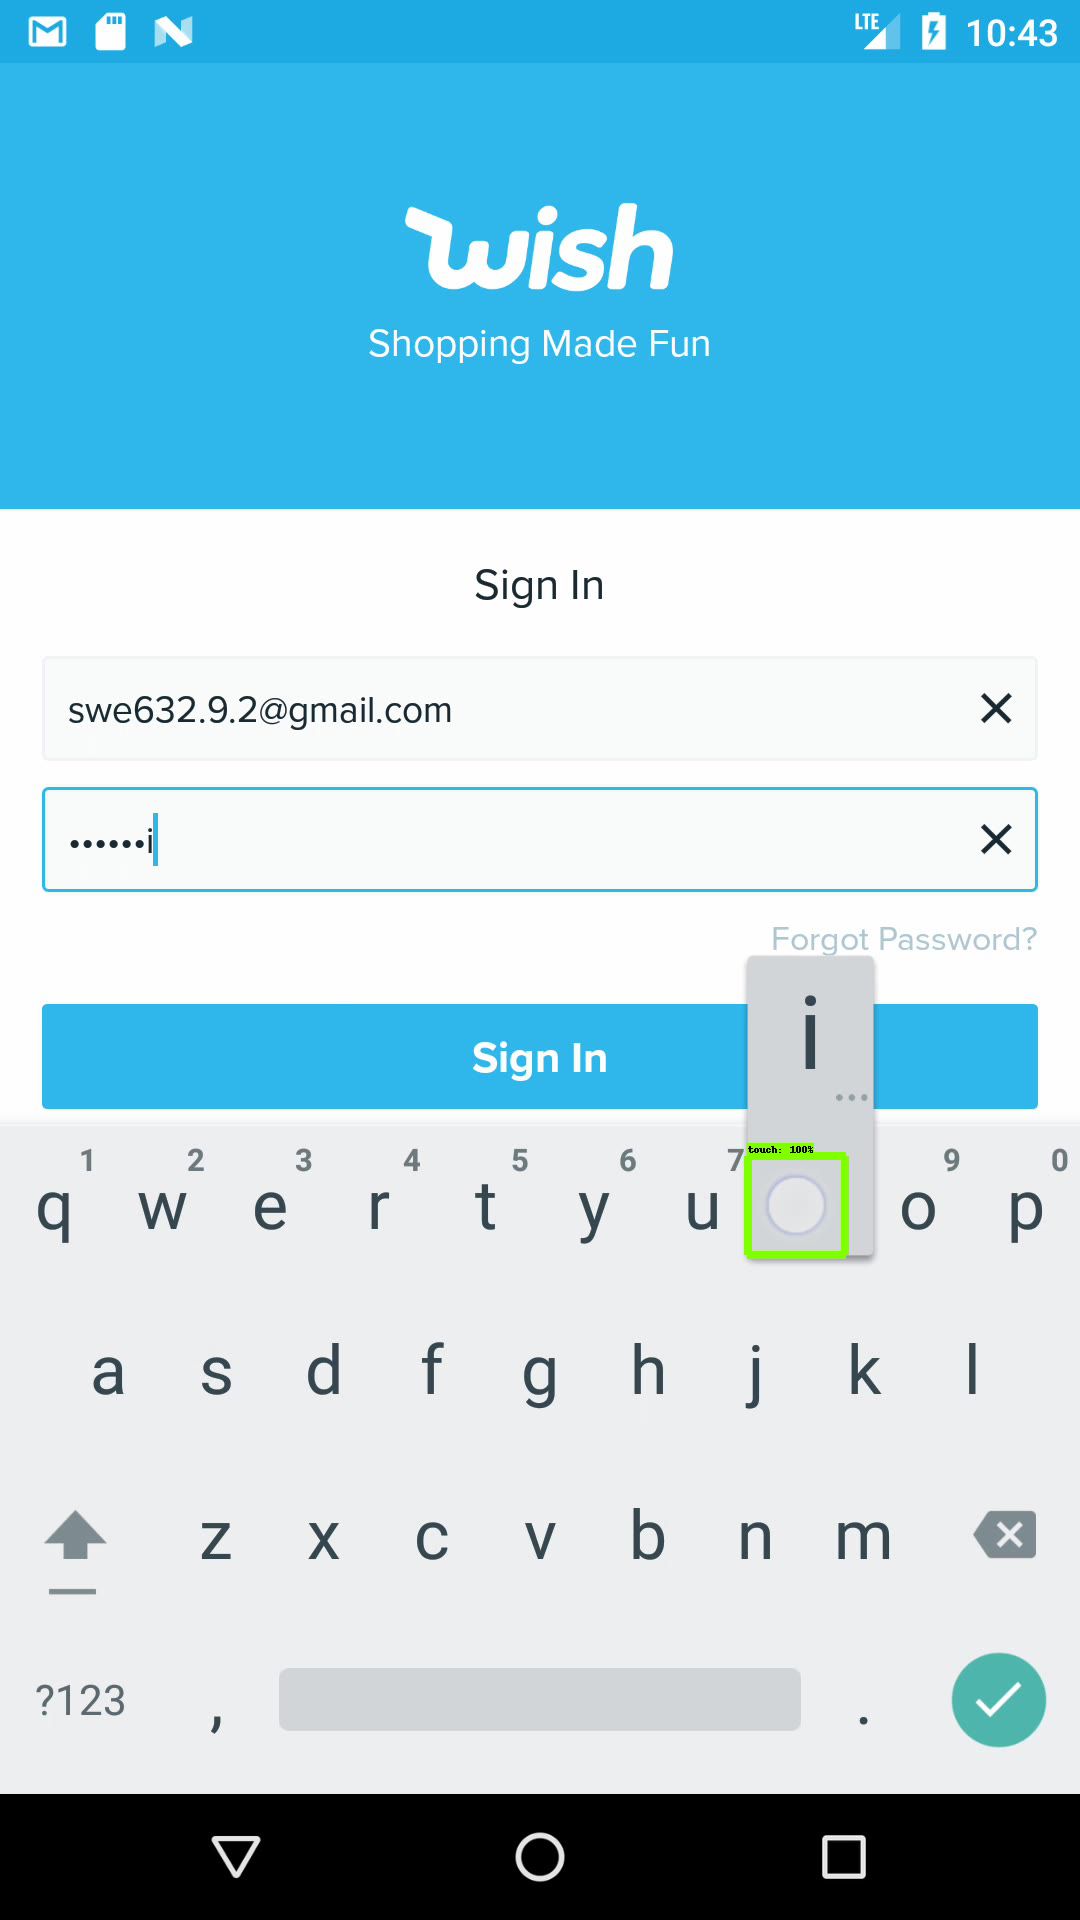 LTE 10:43
wish
Shopping Made Fun
Sign In
swe632.9.2@gmail.com
••••••i
Forgot Password?
Sign In
i
...
touch: 100%
1 2 3 4 5 6 7 9 0
q w e r t y u o p
a s d f g h j k l
z x c v b n m
?123 , .